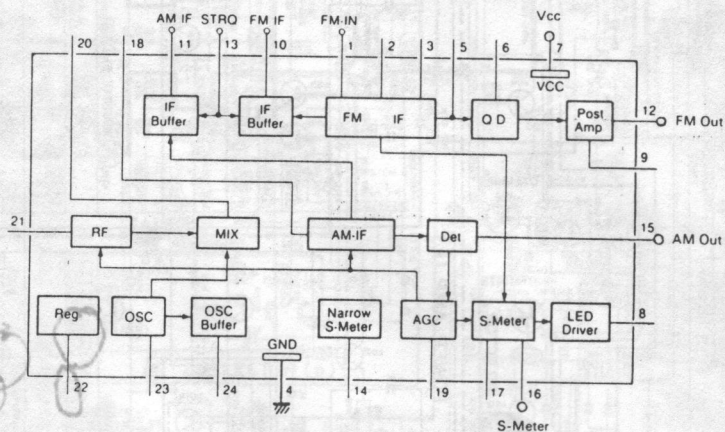 AM IF STRQ FM IF FM-IN Vcc
20 18 11 13 10 1 2 3 5 6 7
VCC
IF Buffer
IF Buffer
FM IF
Q D
Post Amp
12 FM Out
9
21
RF
MIX
AM-IF
Det
15 AM Out
Reg.
OSC
OSC Buffer
GND
Narrow S-Meter
AGC
S-Meter
LED Driver
8
22 23 24 4 14 19 17 16
S-Meter